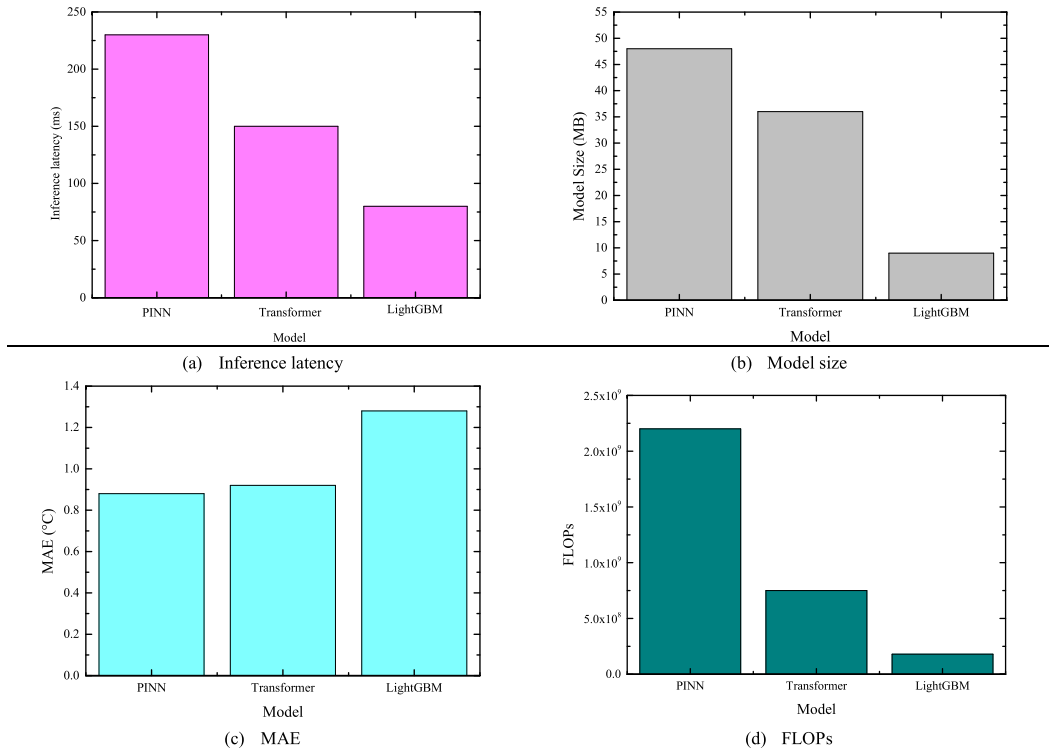 250
200
150
100
50
0
Inference latency (ms)
PINN
Transformer
LightGBM
Model
(a) Inference latency
55
50
45
40
35
30
25
20
15
10
5
0
Model Size (MB)
PINN
Transformer
LightGBM
Model
(b) Model size
1.4
1.2
1.0
0.8
0.6
0.4
0.2
0.0
MAE (°C)
PINN
Transformer
LightGBM
Model
(c) MAE
2.5x10⁹
2.0x10⁹
1.5x10⁹
1.0x10⁹
5.0x10⁸
0.0
FLOPs
PINN
Transformer
LightGBM
Model
(d) FLOPs